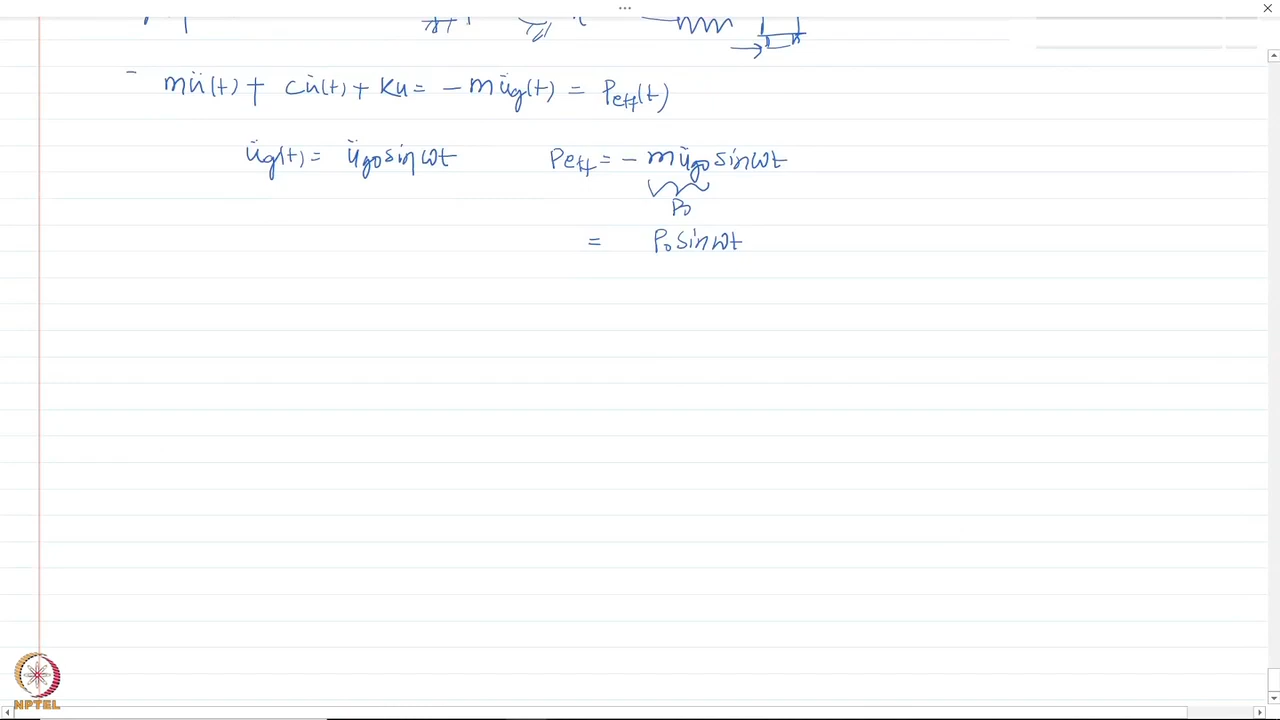 mü(t) + cu̇(t) + Ku = - müg(t) = Peff(t)
üg(t) = ügo sin ωt    Peff = - mügo sin ωt
Po
= Po sin ωt
NPTEL